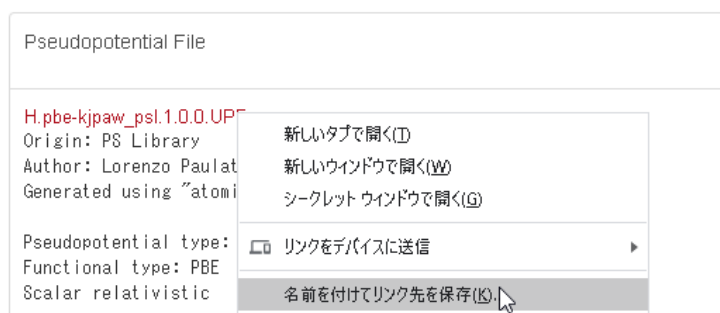 Pseudopotential File
H.pbe-kjpaw_psl.1.0.0.UPF
Origin: PS Library
Author: Lorenzo Paulat
Generated using "atomi
Pseudopotential type:
Functional type: PBE
Scalar relativistic
新しいタブで開く(T)
新しいウィンドウで開く(W)
シークレット ウィンドウで開く(G)
リンクをデバイスに送信
名前を付けてリンク先を保存(K)...